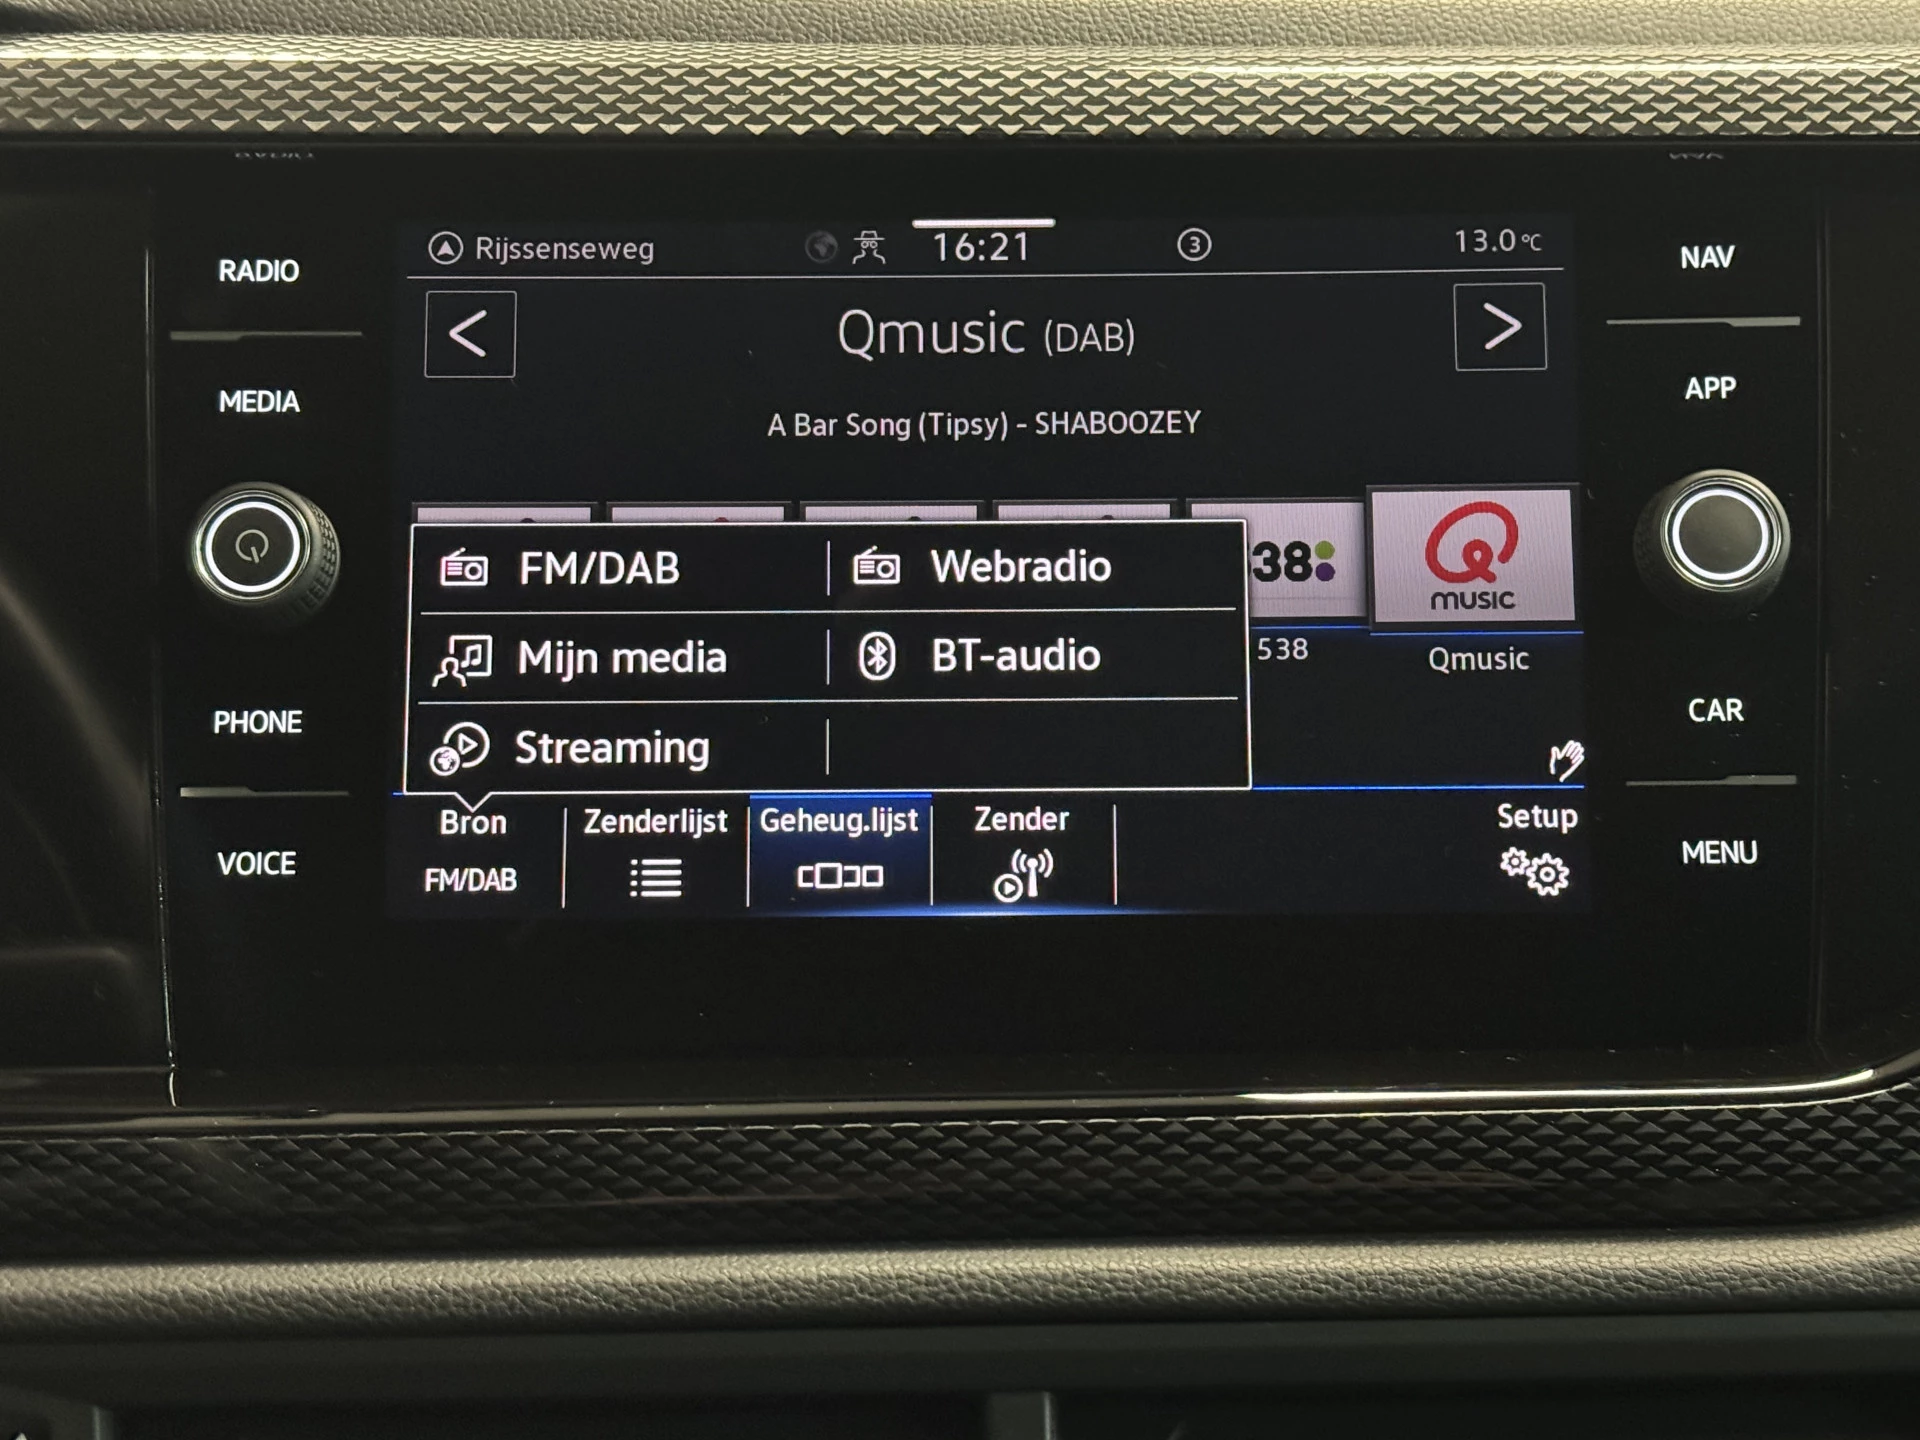 RADIO
MEDIA
PHONE
VOICE
Rijssenseweg
16:21
3
13.0 °C
< Qmusic (DAB) >
A Bar Song (Tipsy) - SHABOOZEY
FM/DAB
Webradio
Mijn media
BT-audio
Streaming
38
538
MUSIC
Qmusic
Bron
FM/DAB
Zenderlijst
Geheug.lijst
Zender
Setup
NAV
APP
CAR
MENU